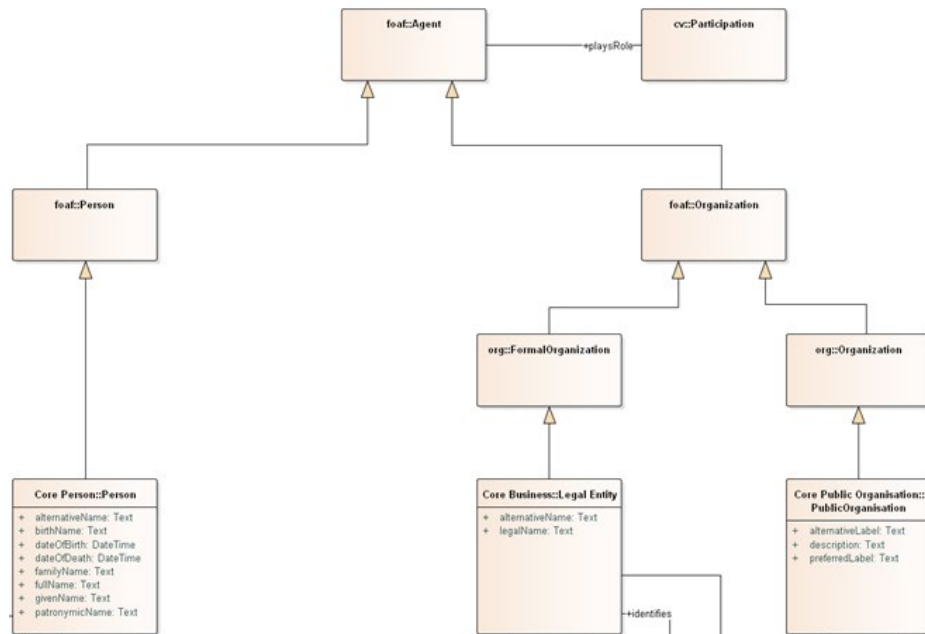 foaf::Agent
cv::Participation
+playsRole
foaf::Person
foaf::Organization
org::FormalOrganization
org::Organization
Core Person::Person
+ alternativeName: Text
+ birthName: Text
+ dateOfBirth: DateTime
+ dateOfDeath: DateTime
+ familyName: Text
+ fullName: Text
+ givenName: Text
+ patronymicName: Text
Core Business::Legal Entity
+ alternativeName: Text
+ legalName: Text
+identifies
Core Public Organisation::
PublicOrganisation
+ alternativeLabel: Text
+ description: Text
+ preferredLabel: Text